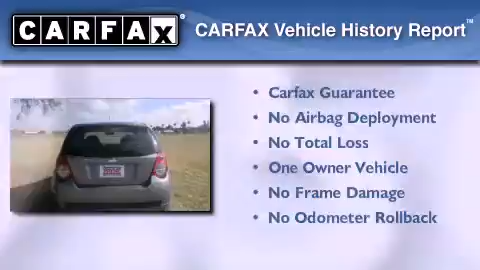 CARFAX® CARFAX Vehicle History Report™
• Carfax Guarantee
• No Airbag Deployment
• No Total Loss
• One Owner Vehicle
• No Frame Damage
• No Odometer Rollback